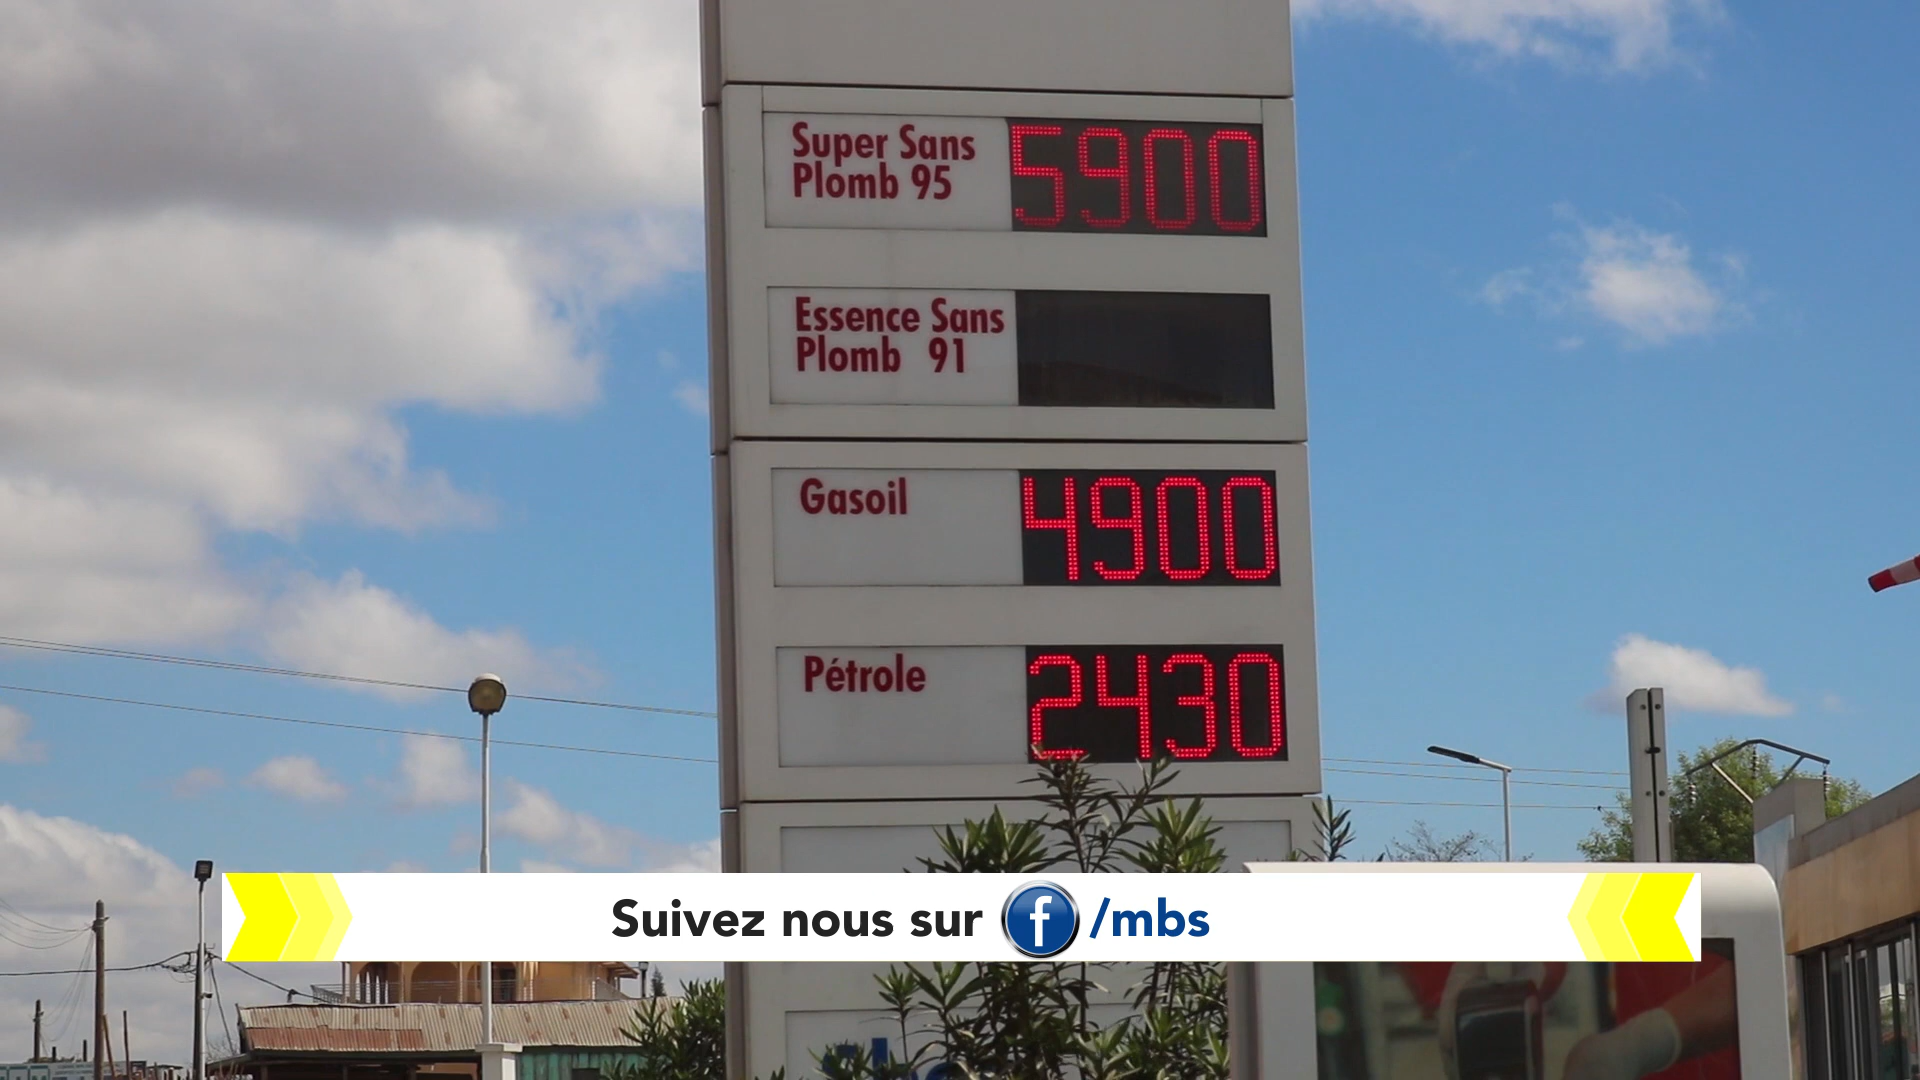 Super Sans
Plomb 95
5900
Essence Sans
Plomb 91
Gasoil
4900
Pétrole
2430
Suivez nous sur f/mbs